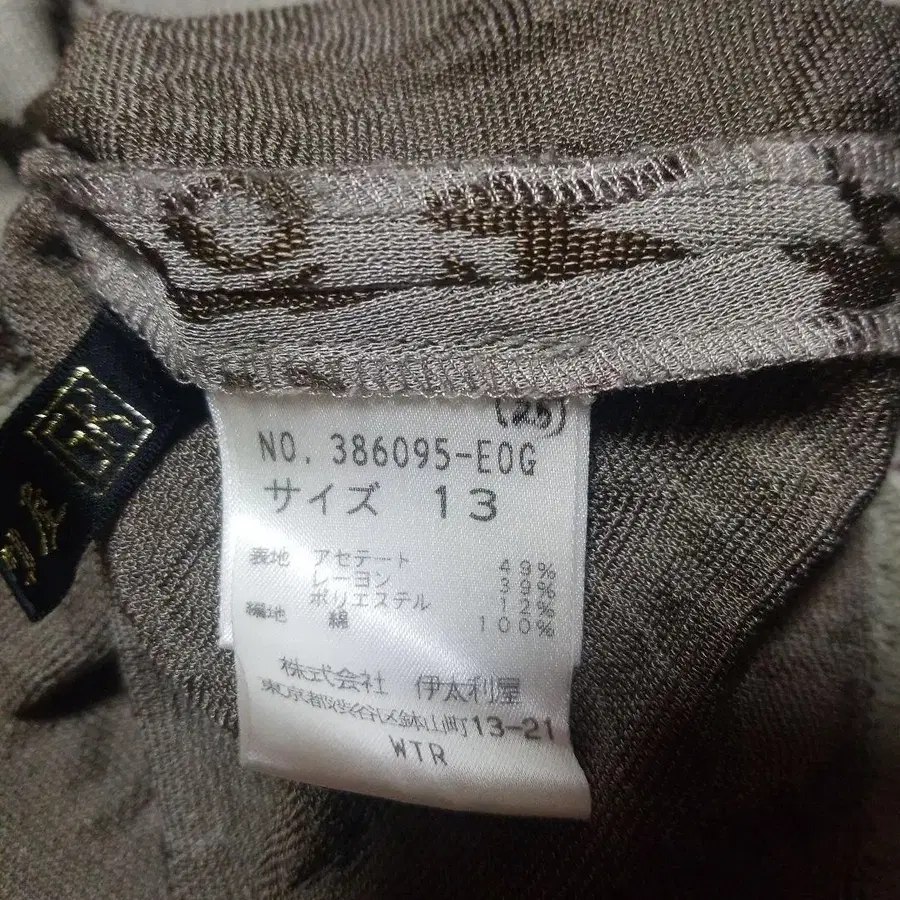 (25)
NO. 386095-E0G
サイズ 13
表地 アセテート 49%
レーヨン 39%
ポリエステル 12%
編地 綿 100%
株式会社 伊太利屋
東京都渋谷区鉢山町13-21
WTR